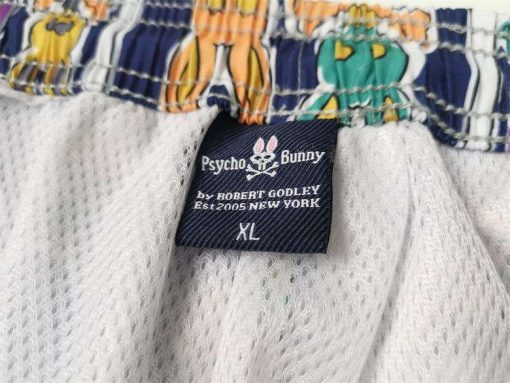 Psycho Bunny
by ROBERT GODLEY
Est2005-NEW YORK
XL